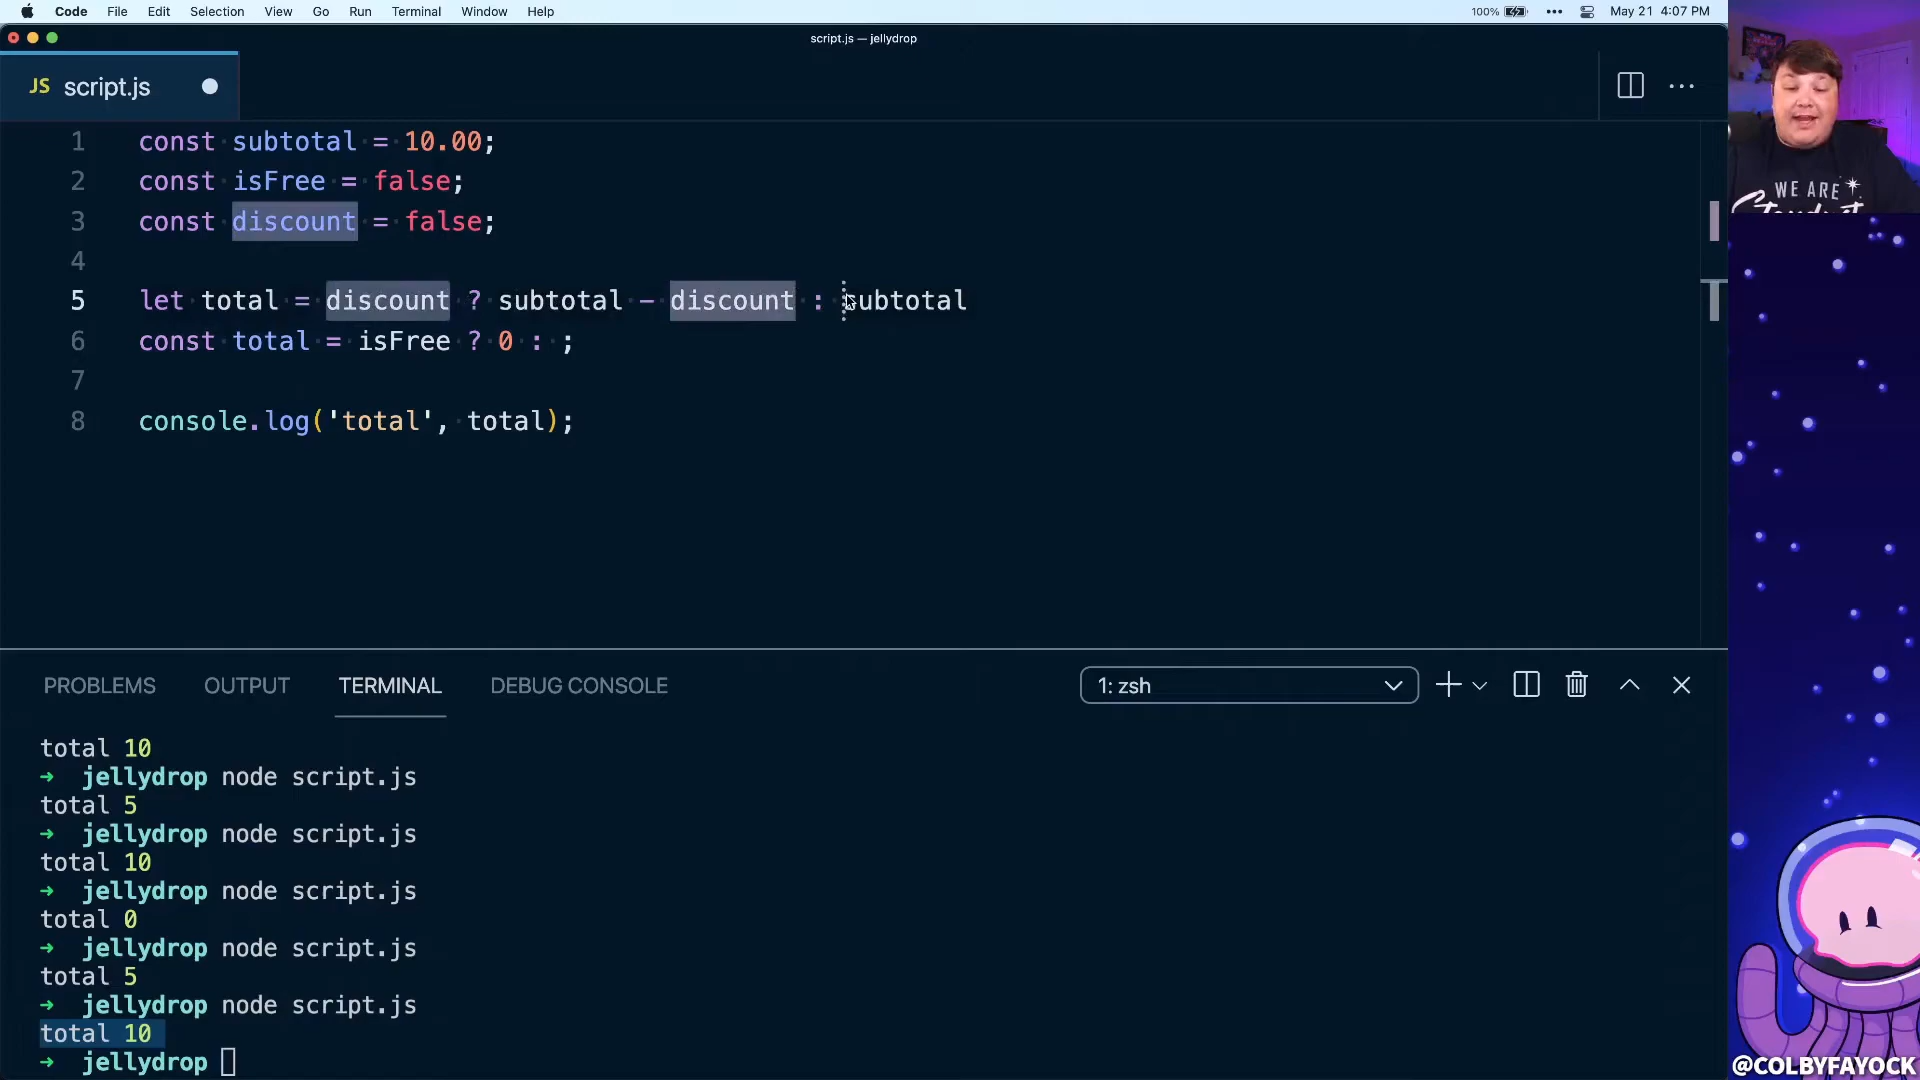 Code File Edit Selection View Go Run Terminal Window Help 100% May 21 4:07 PM
script.js — jellydrop
JS script.js
1 const subtotal = 10.00;
2 const isFree = false;
3 const discount = false;
4
5 let total = discount ? subtotal - discount : subtotal
6 const total = isFree ? 0 : ;
7
8 console.log('total', total);
WE ARE
PROBLEMS OUTPUT TERMINAL DEBUG CONSOLE 1: zsh
total 10
➜ jellydrop node script.js
total 5
➜ jellydrop node script.js
total 10
➜ jellydrop node script.js
total 0
➜ jellydrop node script.js
total 5
➜ jellydrop node script.js
total 10
➜ jellydrop
@COLBYFAYOCK